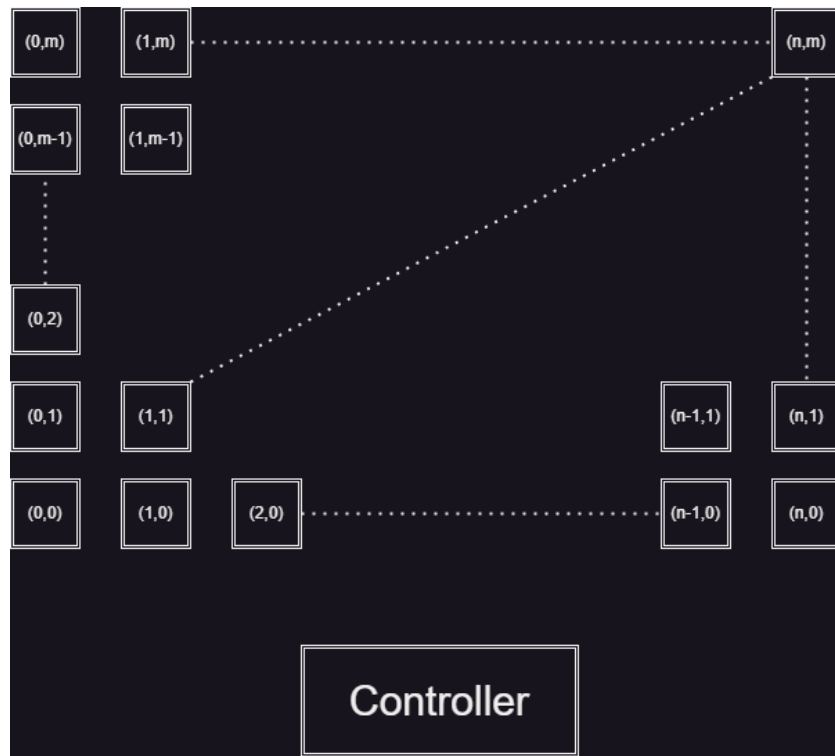 (0,m) (1,m) (n,m)
(0,m-1) (1,m-1)
(0,2)
(0,1) (1,1) (n-1,1) (n,1)
(0,0) (1,0) (2,0) (n-1,0) (n,0)
Controller